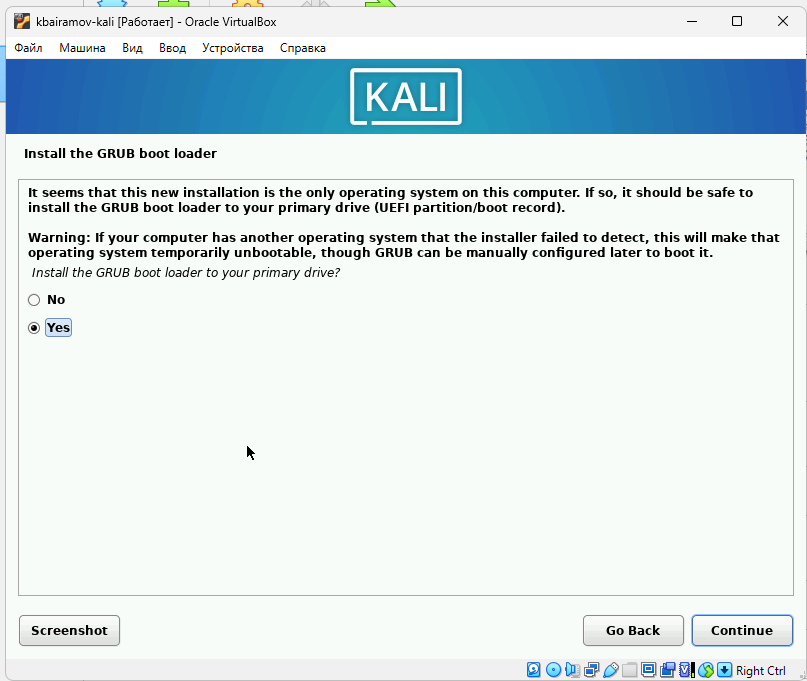 kbairamov-kali [Работает] - Oracle VirtualBox
Файл Машина Вид Ввод Устройства Справка
KALI
Install the GRUB boot loader
It seems that this new installation is the only operating system on this computer. If so, it should be safe to
install the GRUB boot loader to your primary drive (UEFI partition/boot record).
Warning: If your computer has another operating system that the installer failed to detect, this will make that
operating system temporarily unbootable, though GRUB can be manually configured later to boot it.
Install the GRUB boot loader to your primary drive?
No
Yes
Screenshot Go Back Continue
Right Ctrl